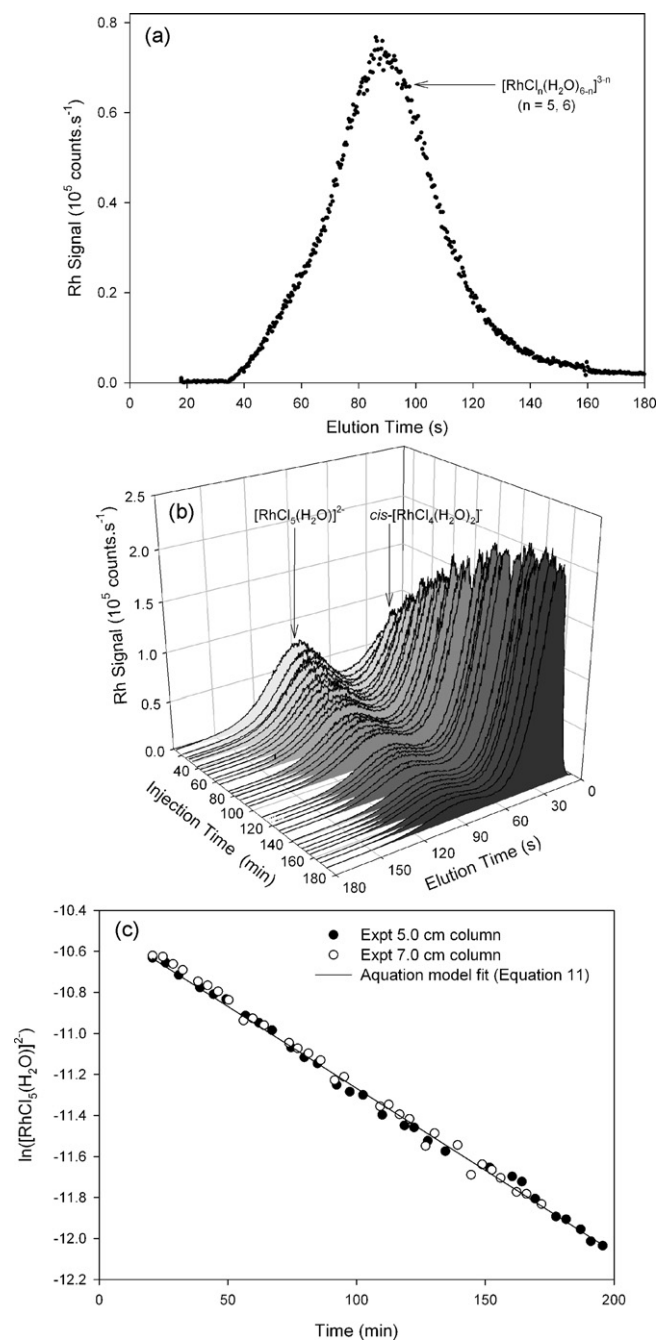 (a)
0.8
0.6
0.4
0.2
0.0
Rh Signal (10⁵ counts.s⁻¹)
[RhClₙ(H₂O)₆₋ₙ]³⁻ⁿ
(n = 5, 6)
0 20 40 60 80 100 120 140 160 180
Elution Time (s)
(b)
2.5
2.0
1.5
1.0
0.5
0.0
Rh Signal (10⁵ counts.s⁻¹)
[RhCl₅(H₂O)]²⁻
cis-[RhCl₄(H₂O)₂]⁻
40
60
80
100
120
140
160
180
Injection Time (min)
180
150
120
90
60
30
0
Elution Time (s)
(c)
-10.4
-10.6
-10.8
-11.0
-11.2
-11.4
-11.6
-11.8
-12.0
-12.2
ln([RhCl₅(H₂O)]²⁻)
Expt 5.0 cm column
Expt 7.0 cm column
Aquation model fit (Equation 11)
0 50 100 150 200
Time (min)